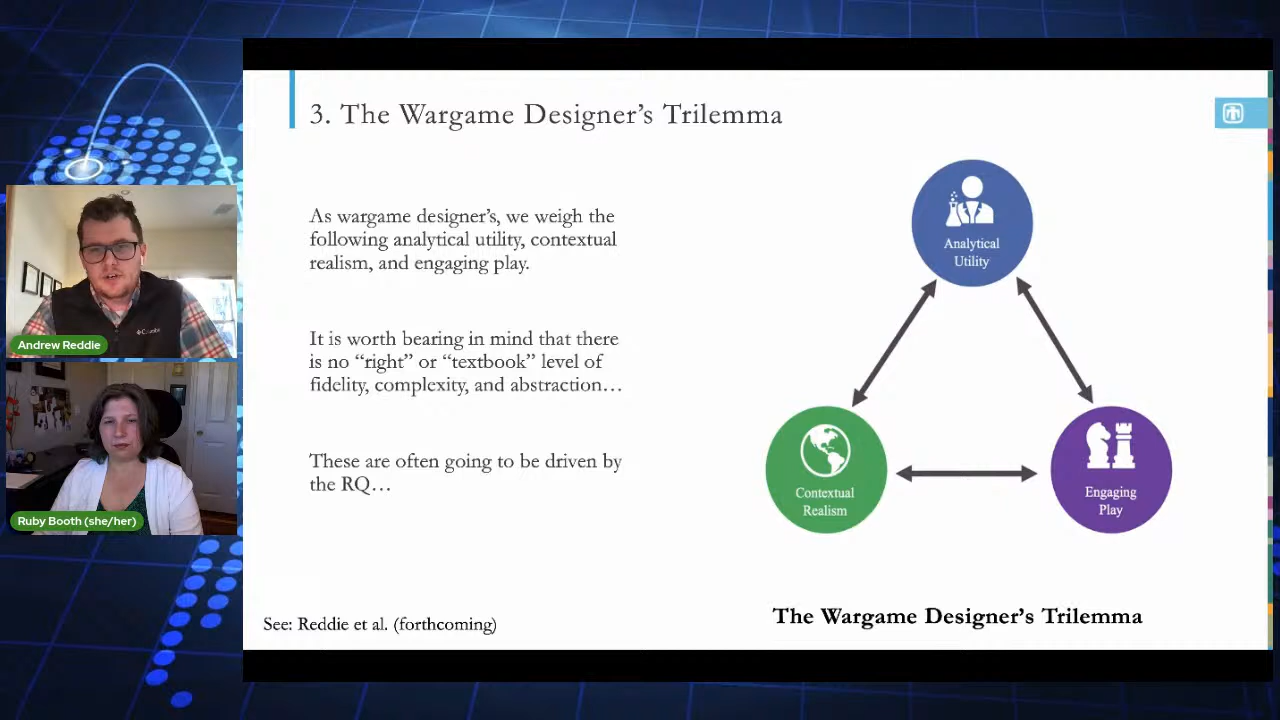 3. The Wargame Designer's Trilemma
As wargame designer's, we weigh the
following analytical utility, contextual
realism, and engaging play.
It is worth bearing in mind that there
is no “right” or “textbook” level of
fidelity, complexity, and abstraction…
These are often going to be driven by
the RQ…
See: Reddie et al. (forthcoming)
Analytical
Utility
Contextual
Realism
Engaging
Play
The Wargame Designer's Trilemma
Andrew Reddie
Columbia
Ruby Booth (she/her)